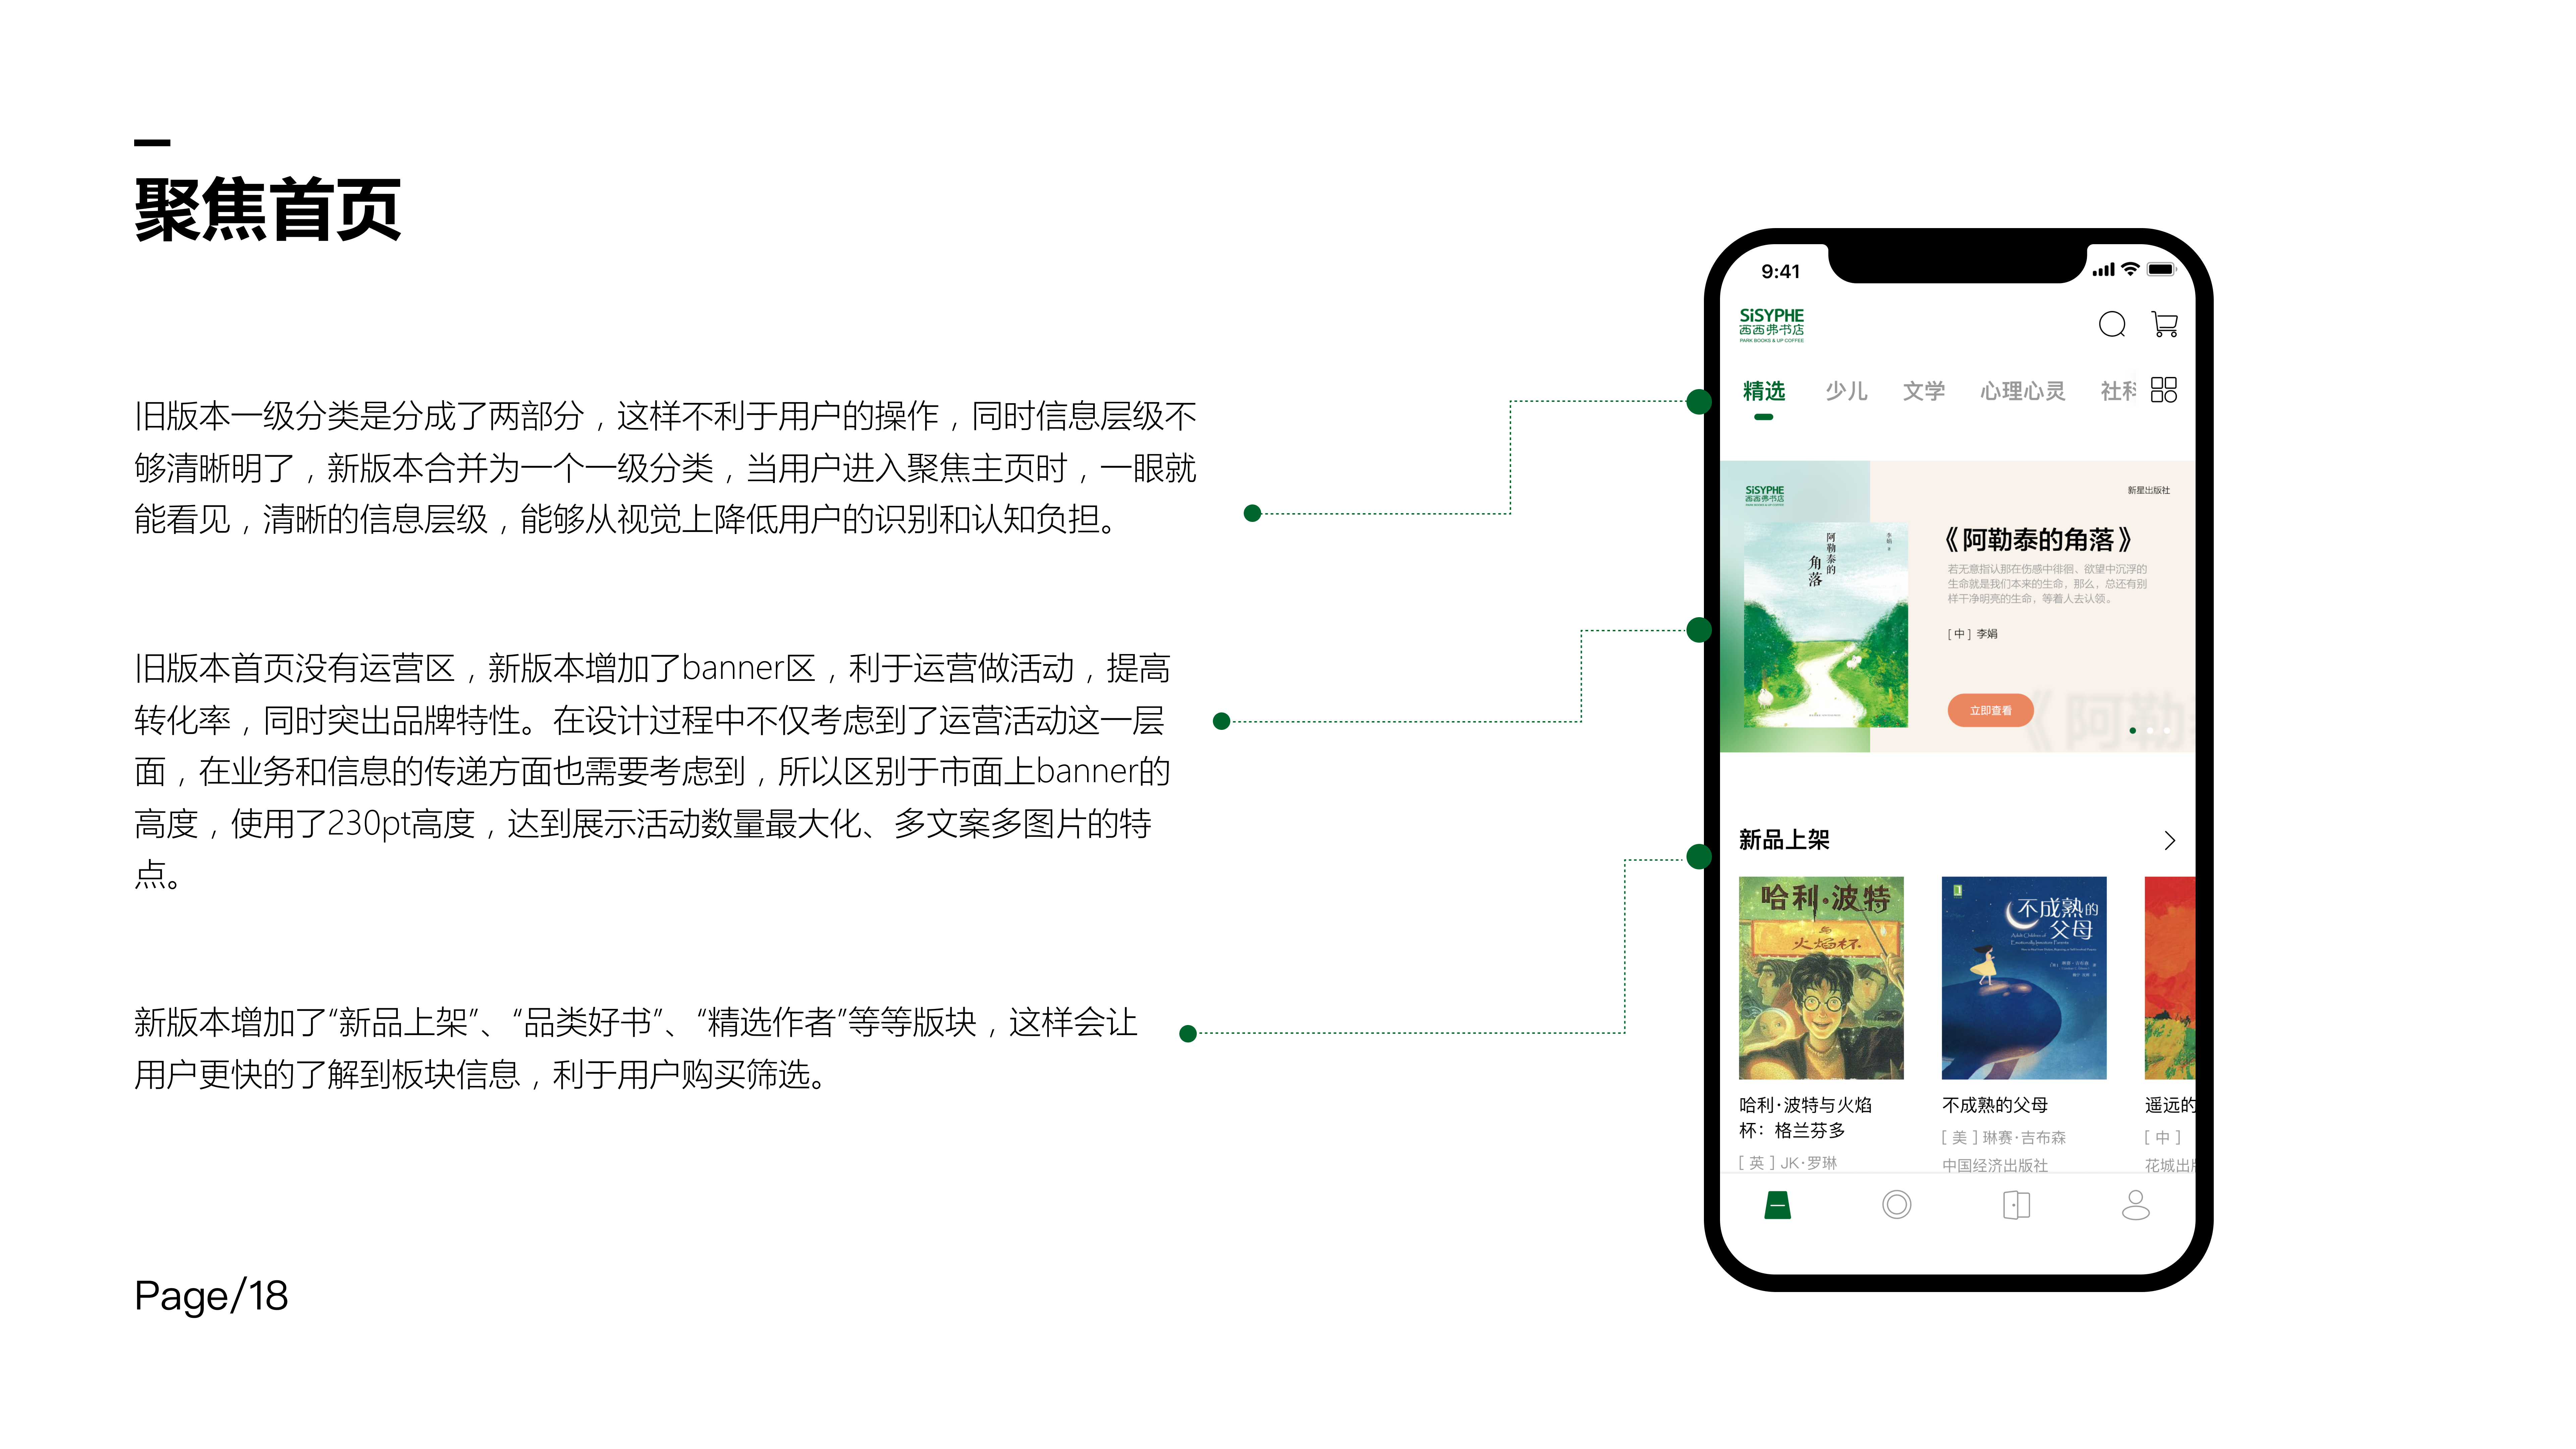 聚焦首页
旧版本一级分类是分成了两部分，这样不利于用户的操作，同时信息层级不
够清晰明了，新版本合并为一个一级分类，当用户进入聚焦主页时，一眼就
能看见，清晰的信息层级，能够从视觉上降低用户的识别和认知负担。
旧版本首页没有运营区，新版本增加了banner区，利于运营做活动，提高
转化率，同时突出品牌特性。在设计过程中不仅考虑到了运营活动这一层
面，在业务和信息的传递方面也需要考虑到，所以区别于市面上banner的
高度，使用了230pt高度，达到展示活动数量最大化、多文案多图片的特
点。
新版本增加了“新品上架”、“品类好书”、“精选作者”等等版块，这样会让
用户更快的了解到板块信息，利于用户购买筛选。
Page/18
9:41
SiSYPHE
西西弗书店
PARK BOOKS & UP COFFEE
精选 少儿 文学 心理心灵 社科
SiSYPHE
西西弗书店
新星出版社
阿勒泰的
角落
李娟
《阿勒泰的角落》
若无意指认那在伤感中徘徊、欲望中沉浮的
生命就是我们本来的生命，那么，总还有别
样干净明亮的生命，等着人去认领。
[ 中 ] 李娟
立即查看
《阿勒
新品上架
哈利·波特
与
火焰杯
不成熟的
父母
哈利·波特与火焰
杯：格兰芬多
[ 英 ] JK·罗琳
不成熟的父母
[ 美 ] 琳赛·吉布森
中国经济出版社
遥远的
[ 中 ]
花城出